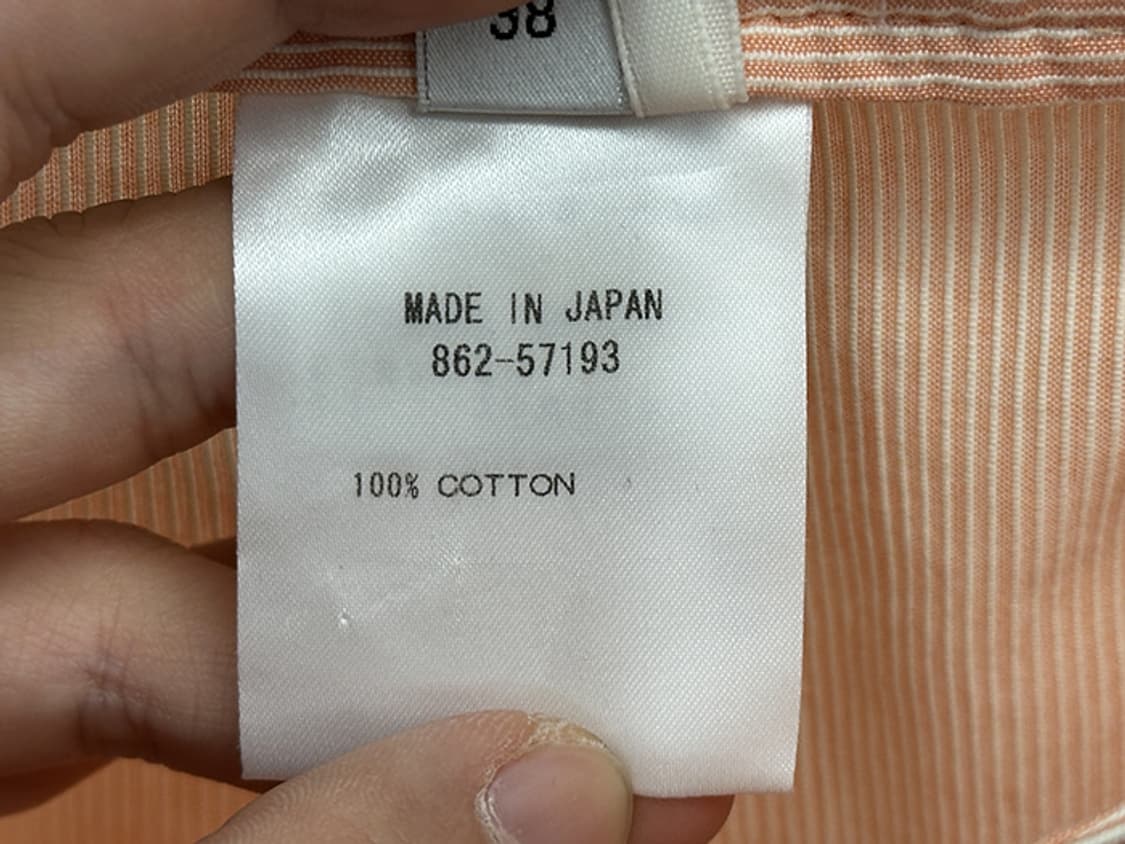 38
MADE IN JAPAN
862-57193
100% COTTON